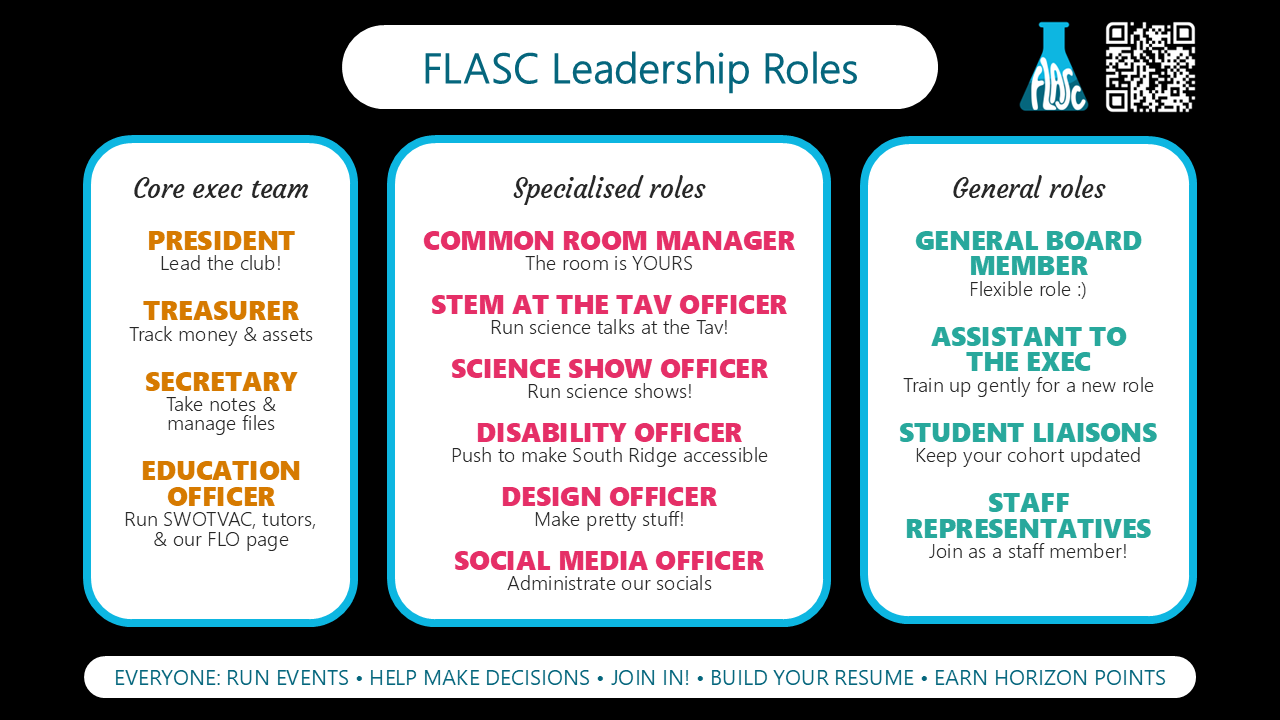 FLASC Leadership Roles
FLASC
Core exec team
PRESIDENT
Lead the club!
TREASURER
Track money & assets
SECRETARY
Take notes &
manage files
EDUCATION
OFFICER
Run SWOTVAC, tutors,
& our FLO page
Specialised roles
COMMON ROOM MANAGER
The room is YOURS
STEM AT THE TAV OFFICER
Run science talks at the Tav!
SCIENCE SHOW OFFICER
Run science shows!
DISABILITY OFFICER
Push to make South Ridge accessible
DESIGN OFFICER
Make pretty stuff!
SOCIAL MEDIA OFFICER
Administrate our socials
General roles
GENERAL BOARD
MEMBER
Flexible role :)
ASSISTANT TO
THE EXEC
Train up gently for a new role
STUDENT LIAISONS
Keep your cohort updated
STAFF
REPRESENTATIVES
Join as a staff member!
EVERYONE: RUN EVENTS • HELP MAKE DECISIONS • JOIN IN! • BUILD YOUR RESUME • EARN HORIZON POINTS